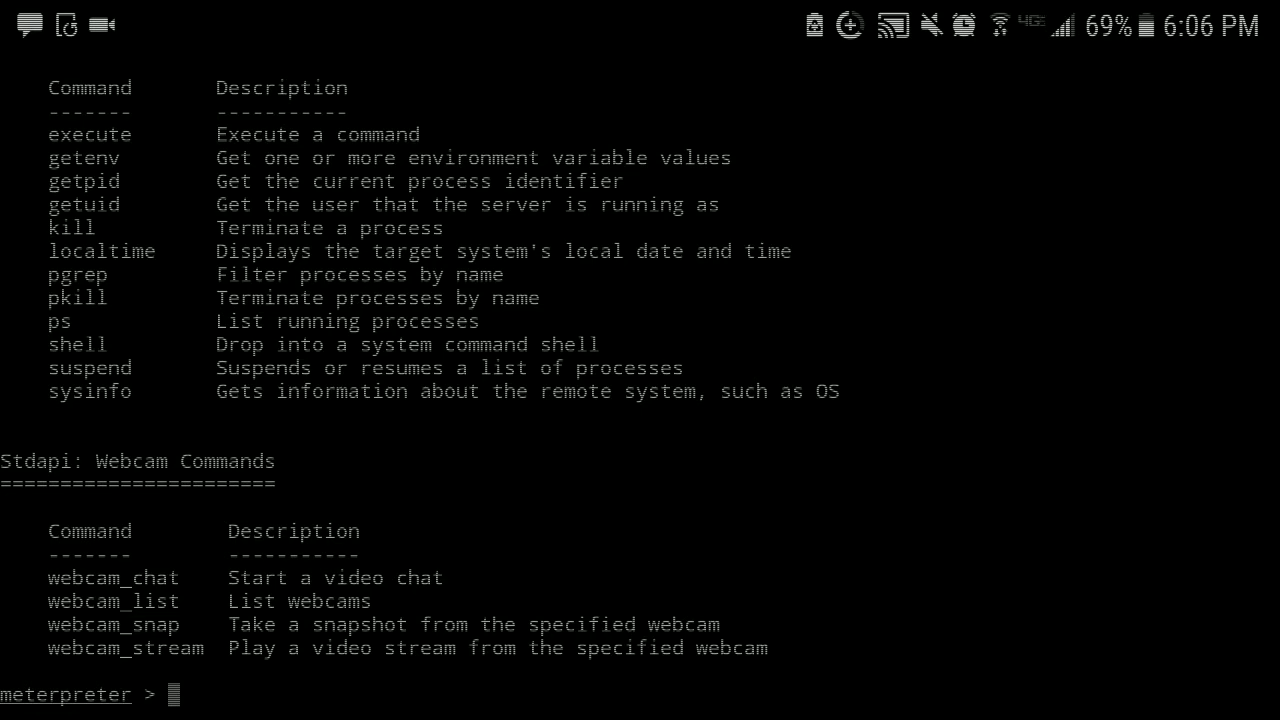 4G 69% 6:06 PM
Command Description
------- -----------
execute Execute a command
getenv Get one or more environment variable values
getpid Get the current process identifier
getuid Get the user that the server is running as
kill Terminate a process
localtime Displays the target system's local date and time
pgrep Filter processes by name
pkill Terminate processes by name
ps List running processes
shell Drop into a system command shell
suspend Suspends or resumes a list of processes
sysinfo Gets information about the remote system, such as OS
Stdapi: Webcam Commands
=======================
Command Description
------- -----------
webcam_chat Start a video chat
webcam_list List webcams
webcam_snap Take a snapshot from the specified webcam
webcam_stream Play a video stream from the specified webcam
meterpreter >